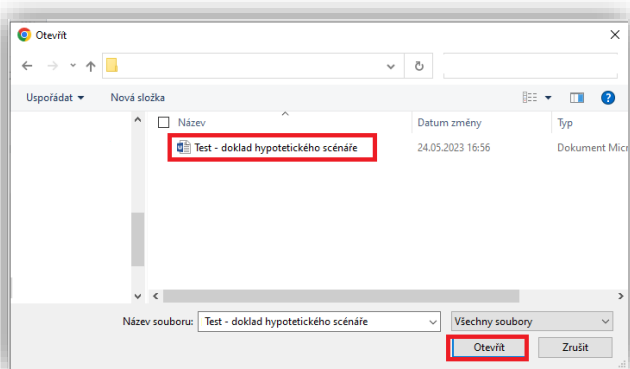 Otevřít
Uspořádat Nová složka
Název Datum změny Typ
Test - doklad hypotetického scénáře 24.05.2023 16:56 Dokument Micr
Název souboru: Test - doklad hypotetického scénáře Všechny soubory
Otevřít Zrušit